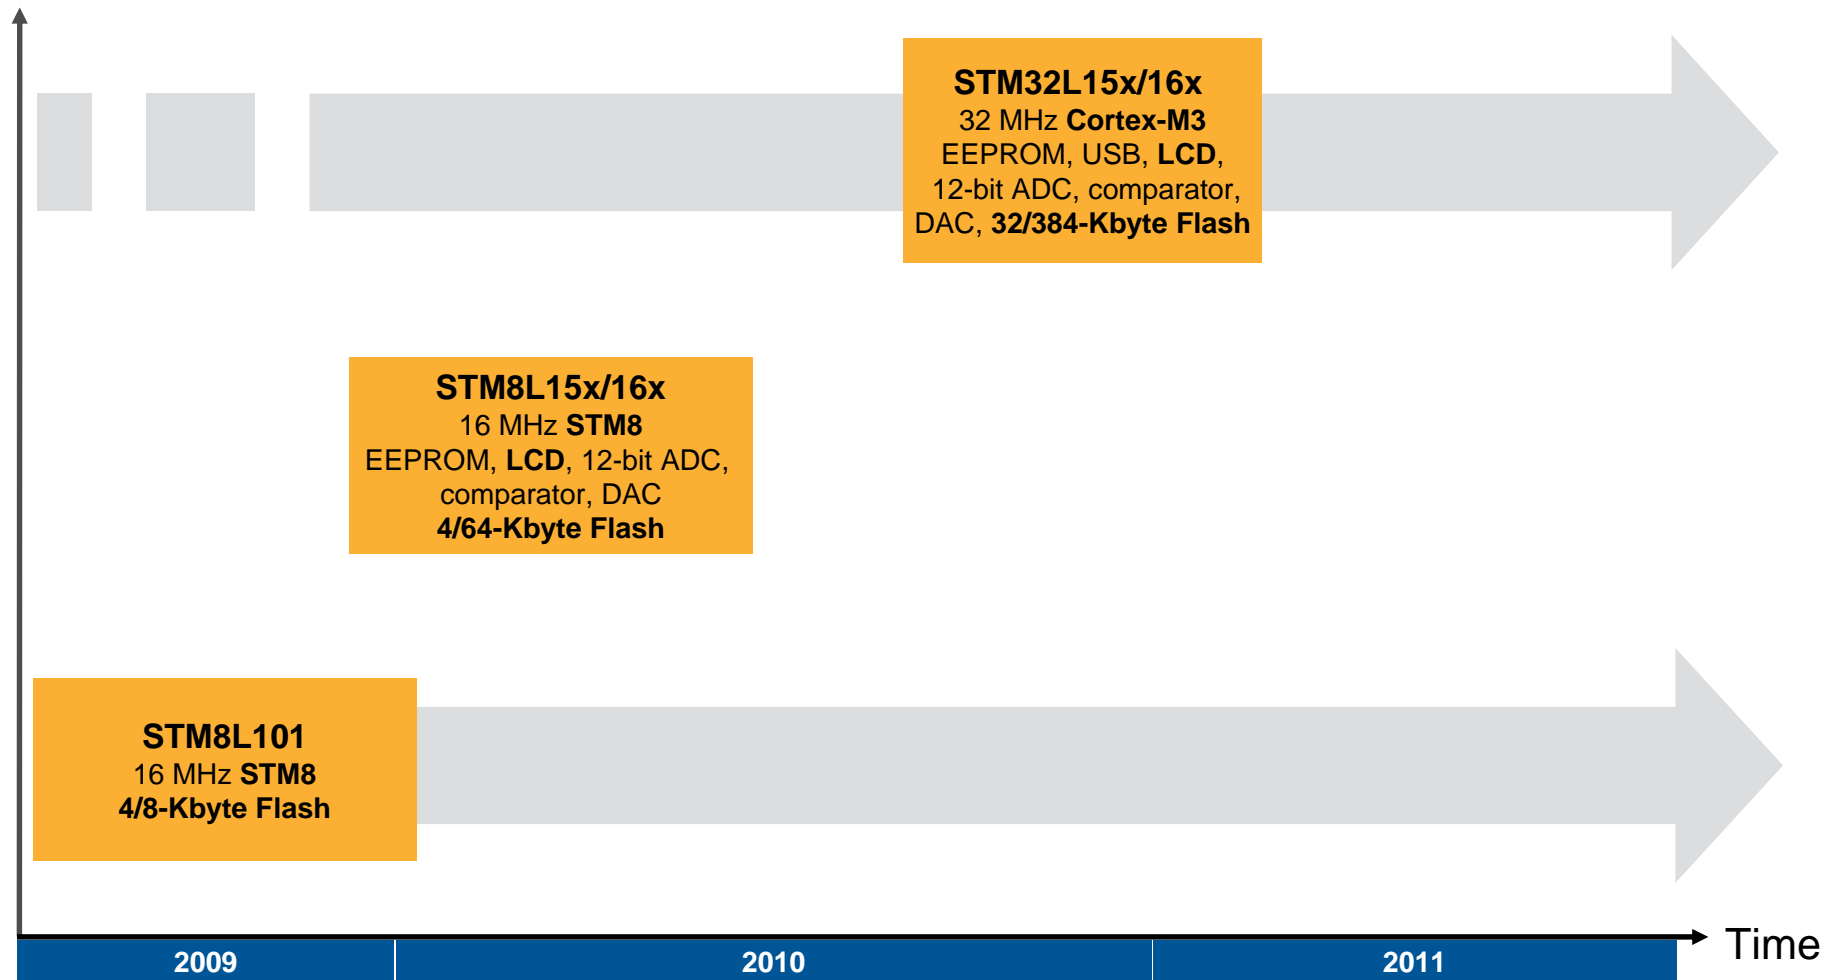 STM32L15x/16x
32 MHz Cortex-M3
EEPROM, USB, LCD,
12-bit ADC, comparator,
DAC, 32/384-Kbyte Flash
STM8L15x/16x
16 MHz STM8
EEPROM, LCD, 12-bit ADC,
comparator, DAC
4/64-Kbyte Flash
STM8L101
16 MHz STM8
4/8-Kbyte Flash
Time
2009
2010
2011